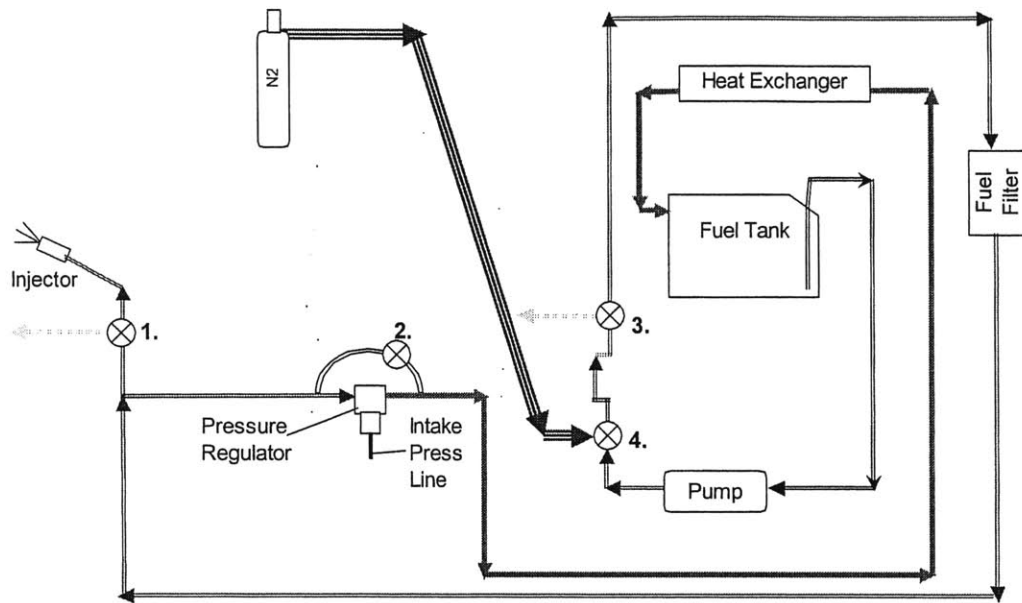 N2
Heat Exchanger
Fuel
Filter
Fuel Tank
Injector
1.
2.
3.
Pressure
Regulator
Intake
Press
Line
4.
Pump